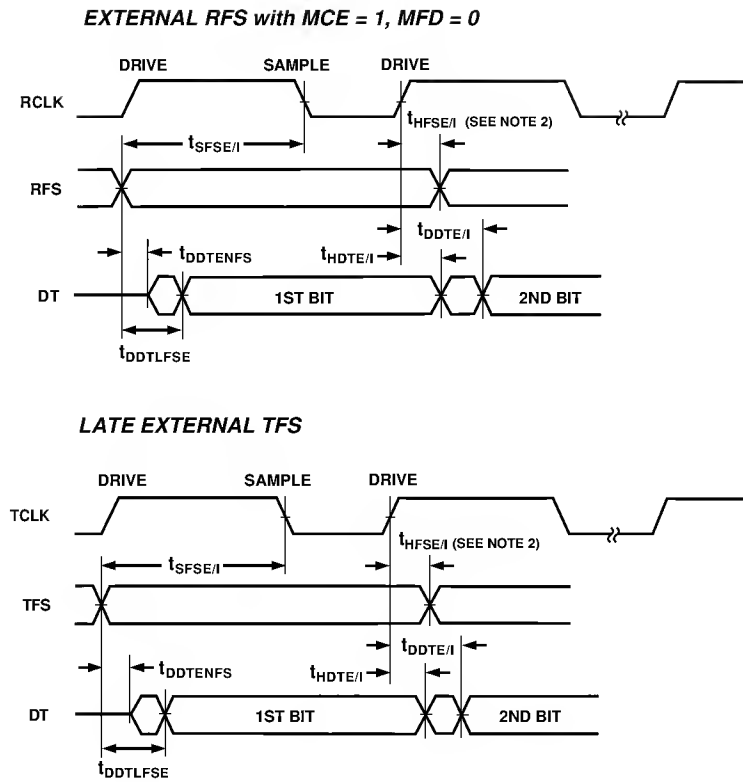 EXTERNAL RFS with MCE = 1, MFD = 0
DRIVE SAMPLE DRIVE
RCLK
tHFSE/I (SEE NOTE 2)
tSFSE/I
RFS
tDDTE/I
tDDTENFS tHDTE/I
DT 1ST BIT 2ND BIT
tDDTLFSE
LATE EXTERNAL TFS
DRIVE SAMPLE DRIVE
TCLK
tHFSE/I (SEE NOTE 2)
tSFSE/I
TFS
tDDTE/I
tDDTENFS tHDTE/I
DT 1ST BIT 2ND BIT
tDDTLFSE